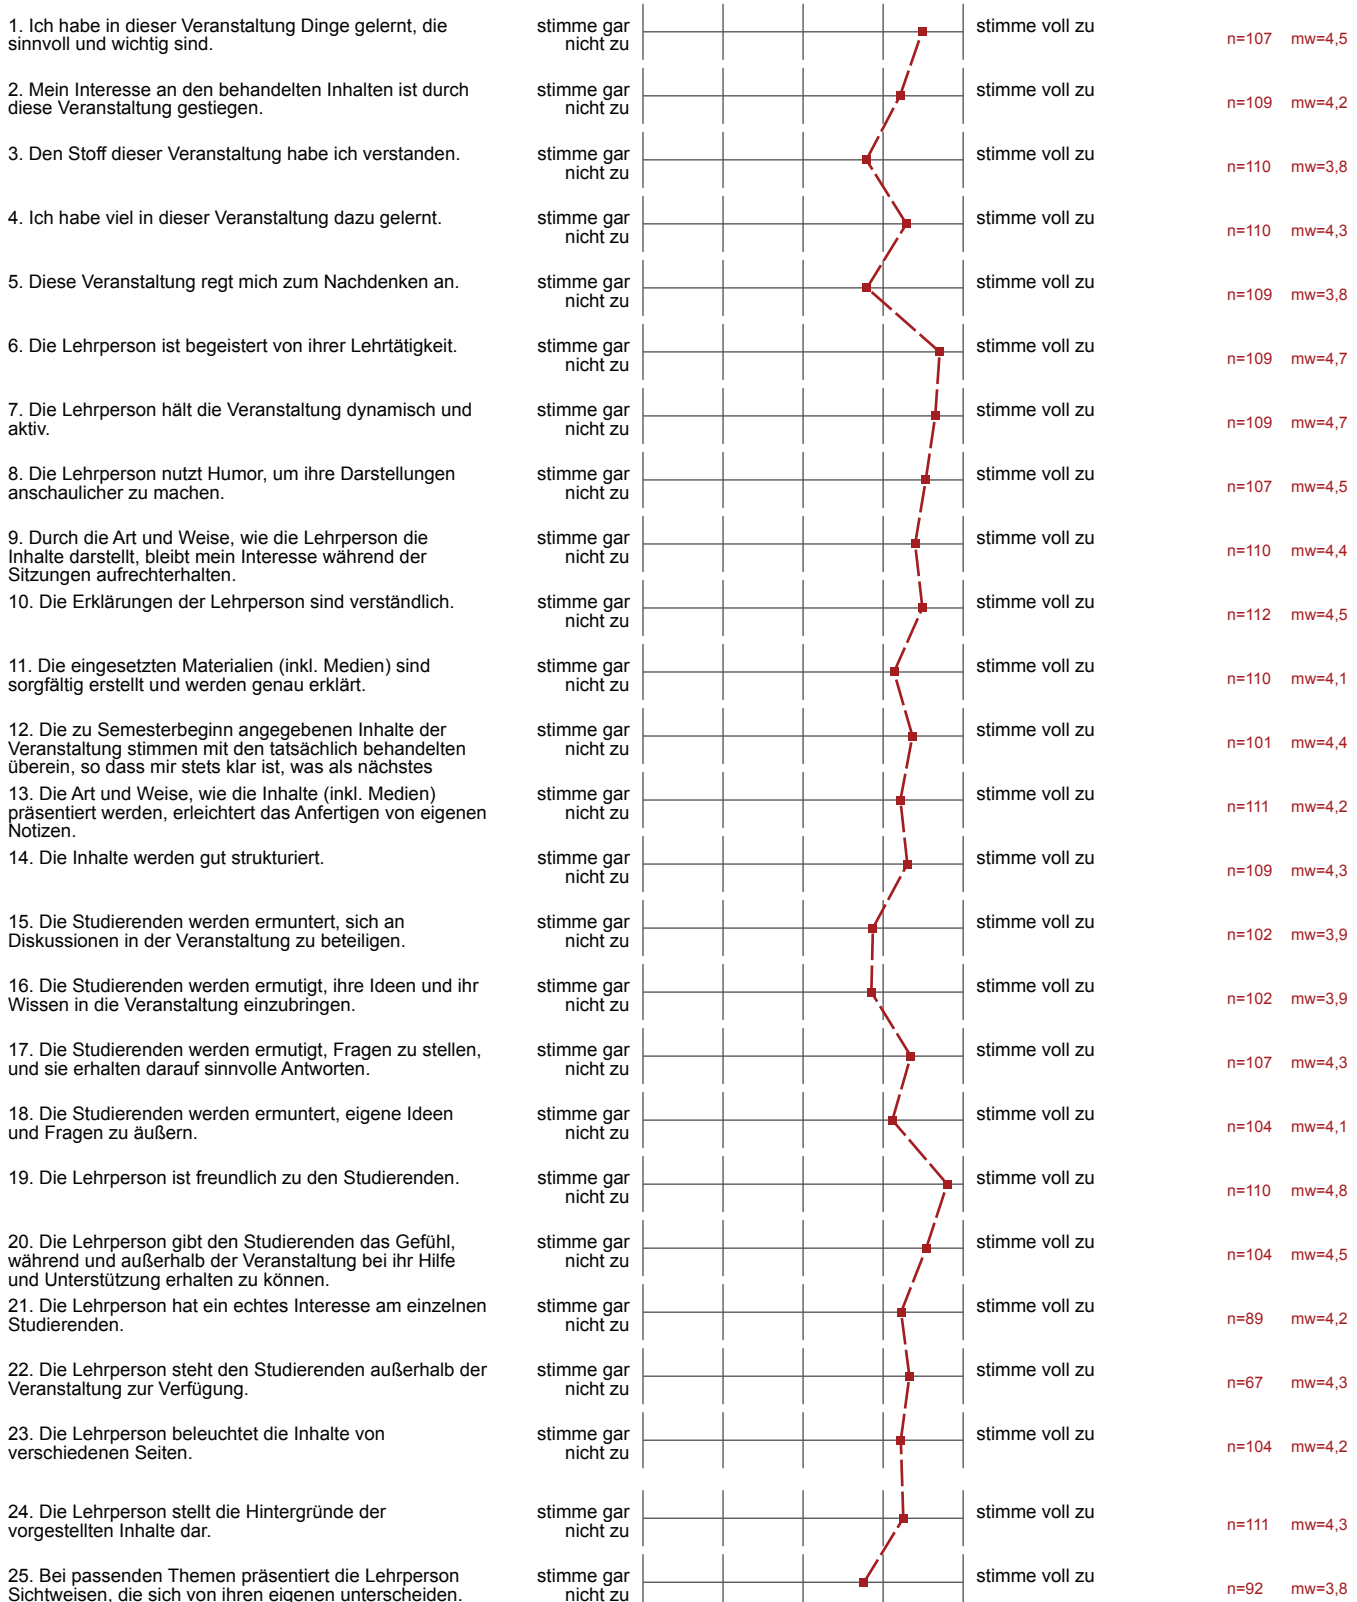 1. Ich habe in dieser Veranstaltung Dinge gelernt, die
sinnvoll und wichtig sind.
stimme gar
nicht zu
stimme voll zu
n=107 mw=4,5
2. Mein Interesse an den behandelten Inhalten ist durch
diese Veranstaltung gestiegen.
stimme gar
nicht zu
stimme voll zu
n=109 mw=4,2
3. Den Stoff dieser Veranstaltung habe ich verstanden.
stimme gar
nicht zu
stimme voll zu
n=110 mw=3,8
4. Ich habe viel in dieser Veranstaltung dazu gelernt.
stimme gar
nicht zu
stimme voll zu
n=110 mw=4,3
5. Diese Veranstaltung regt mich zum Nachdenken an.
stimme gar
nicht zu
stimme voll zu
n=109 mw=3,8
6. Die Lehrperson ist begeistert von ihrer Lehrtätigkeit.
stimme gar
nicht zu
stimme voll zu
n=109 mw=4,7
7. Die Lehrperson hält die Veranstaltung dynamisch und
aktiv.
stimme gar
nicht zu
stimme voll zu
n=109 mw=4,7
8. Die Lehrperson nutzt Humor, um ihre Darstellungen
anschaulicher zu machen.
stimme gar
nicht zu
stimme voll zu
n=107 mw=4,5
9. Durch die Art und Weise, wie die Lehrperson die
Inhalte darstellt, bleibt mein Interesse während der
Sitzungen aufrechterhalten.
stimme gar
nicht zu
stimme voll zu
n=110 mw=4,4
10. Die Erklärungen der Lehrperson sind verständlich.
stimme gar
nicht zu
stimme voll zu
n=112 mw=4,5
11. Die eingesetzten Materialien (inkl. Medien) sind
sorgfältig erstellt und werden genau erklärt.
stimme gar
nicht zu
stimme voll zu
n=110 mw=4,1
12. Die zu Semesterbeginn angegebenen Inhalte der
Veranstaltung stimmen mit den tatsächlich behandelten
überein, so dass mir stets klar ist, was als nächstes
stimme gar
nicht zu
stimme voll zu
n=101 mw=4,4
13. Die Art und Weise, wie die Inhalte (inkl. Medien)
präsentiert werden, erleichtert das Anfertigen von eigenen
Notizen.
stimme gar
nicht zu
stimme voll zu
n=111 mw=4,2
14. Die Inhalte werden gut strukturiert.
stimme gar
nicht zu
stimme voll zu
n=109 mw=4,3
15. Die Studierenden werden ermuntert, sich an
Diskussionen in der Veranstaltung zu beteiligen.
stimme gar
nicht zu
stimme voll zu
n=102 mw=3,9
16. Die Studierenden werden ermutigt, ihre Ideen und ihr
Wissen in die Veranstaltung einzubringen.
stimme gar
nicht zu
stimme voll zu
n=102 mw=3,9
17. Die Studierenden werden ermutigt, Fragen zu stellen,
und sie erhalten darauf sinnvolle Antworten.
stimme gar
nicht zu
stimme voll zu
n=107 mw=4,3
18. Die Studierenden werden ermuntert, eigene Ideen
und Fragen zu äußern.
stimme gar
nicht zu
stimme voll zu
n=104 mw=4,1
19. Die Lehrperson ist freundlich zu den Studierenden.
stimme gar
nicht zu
stimme voll zu
n=110 mw=4,8
20. Die Lehrperson gibt den Studierenden das Gefühl,
während und außerhalb der Veranstaltung bei ihr Hilfe
und Unterstützung erhalten zu können.
stimme gar
nicht zu
stimme voll zu
n=104 mw=4,5
21. Die Lehrperson hat ein echtes Interesse am einzelnen
Studierenden.
stimme gar
nicht zu
stimme voll zu
n=89 mw=4,2
22. Die Lehrperson steht den Studierenden außerhalb der
Veranstaltung zur Verfügung.
stimme gar
nicht zu
stimme voll zu
n=67 mw=4,3
23. Die Lehrperson beleuchtet die Inhalte von
verschiedenen Seiten.
stimme gar
nicht zu
stimme voll zu
n=104 mw=4,2
24. Die Lehrperson stellt die Hintergründe der
vorgestellten Inhalte dar.
stimme gar
nicht zu
stimme voll zu
n=111 mw=4,3
25. Bei passenden Themen präsentiert die Lehrperson
Sichtweisen, die sich von ihren eigenen unterscheiden.
stimme gar
nicht zu
stimme voll zu
n=92 mw=3,8